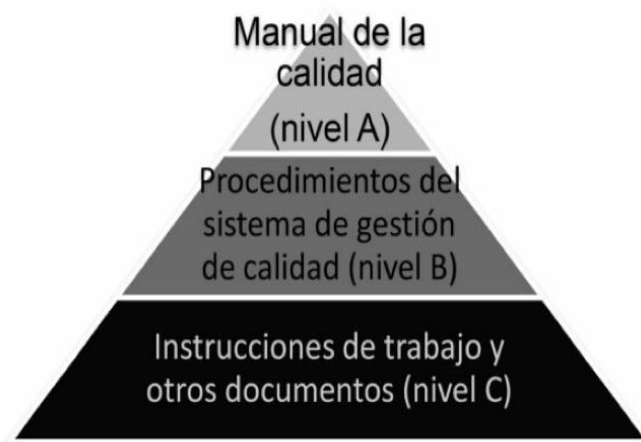 Manual de la
calidad
(nivel A)
Procedimientos del
sistema de gestión
de calidad (nivel B)
Instrucciones de trabajo y
otros documentos (nivel C)